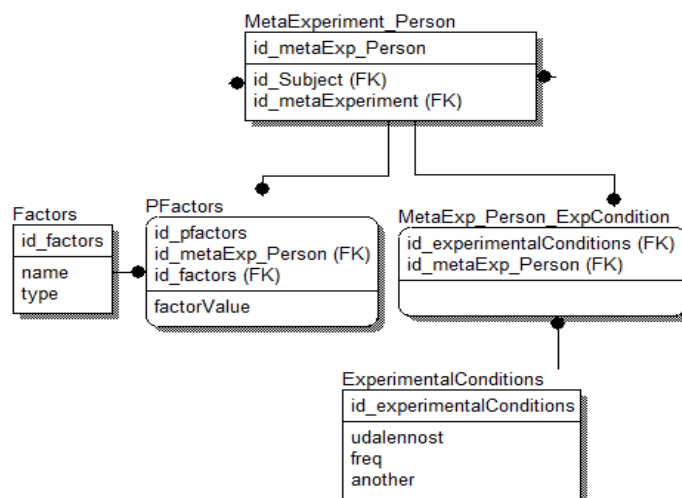 MetaExperiment_Person
id_metaExp_Person
id_Subject (FK)
id_metaExperiment (FK)
Factors
id_factors
name
type
PFactors
id_pfactors
id_metaExp_Person (FK)
id_factors (FK)
factorValue
MetaExp_Person_ExpCondition
id_experimentalConditions (FK)
id_metaExp_Person (FK)
ExperimentalConditions
id_experimentalConditions
udalennost
freq
another